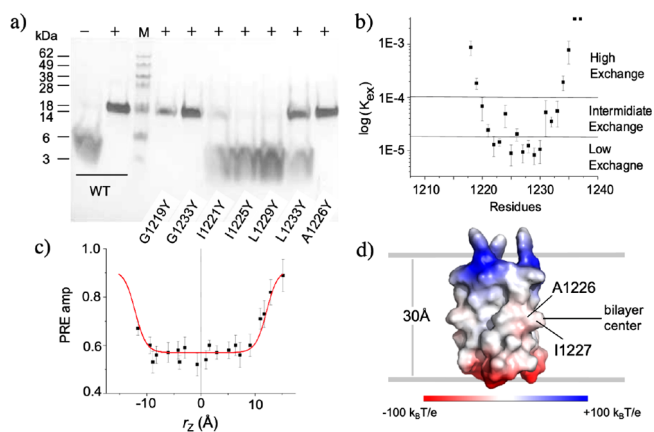 a)
− + M + + + + + + +
62
49
38
28
18
14
6
3
WT
G1219Y
G1233Y
I1221Y
I1225Y
L1229Y
L1233Y
A1226Y
b)
log(Kex)
1E-3
1E-4
1E-5
High
Exchange
Intermidiate
Exchange
Low
Exchagne
1210 1220 1230 1240
Residues
c)
PRE amp
1.0
0.8
0.6
0.4
-10 0 10
rZ (Å)
d)
30Å
A1226
bilayer
center
I1227
-100 kBT/e +100 kBT/e